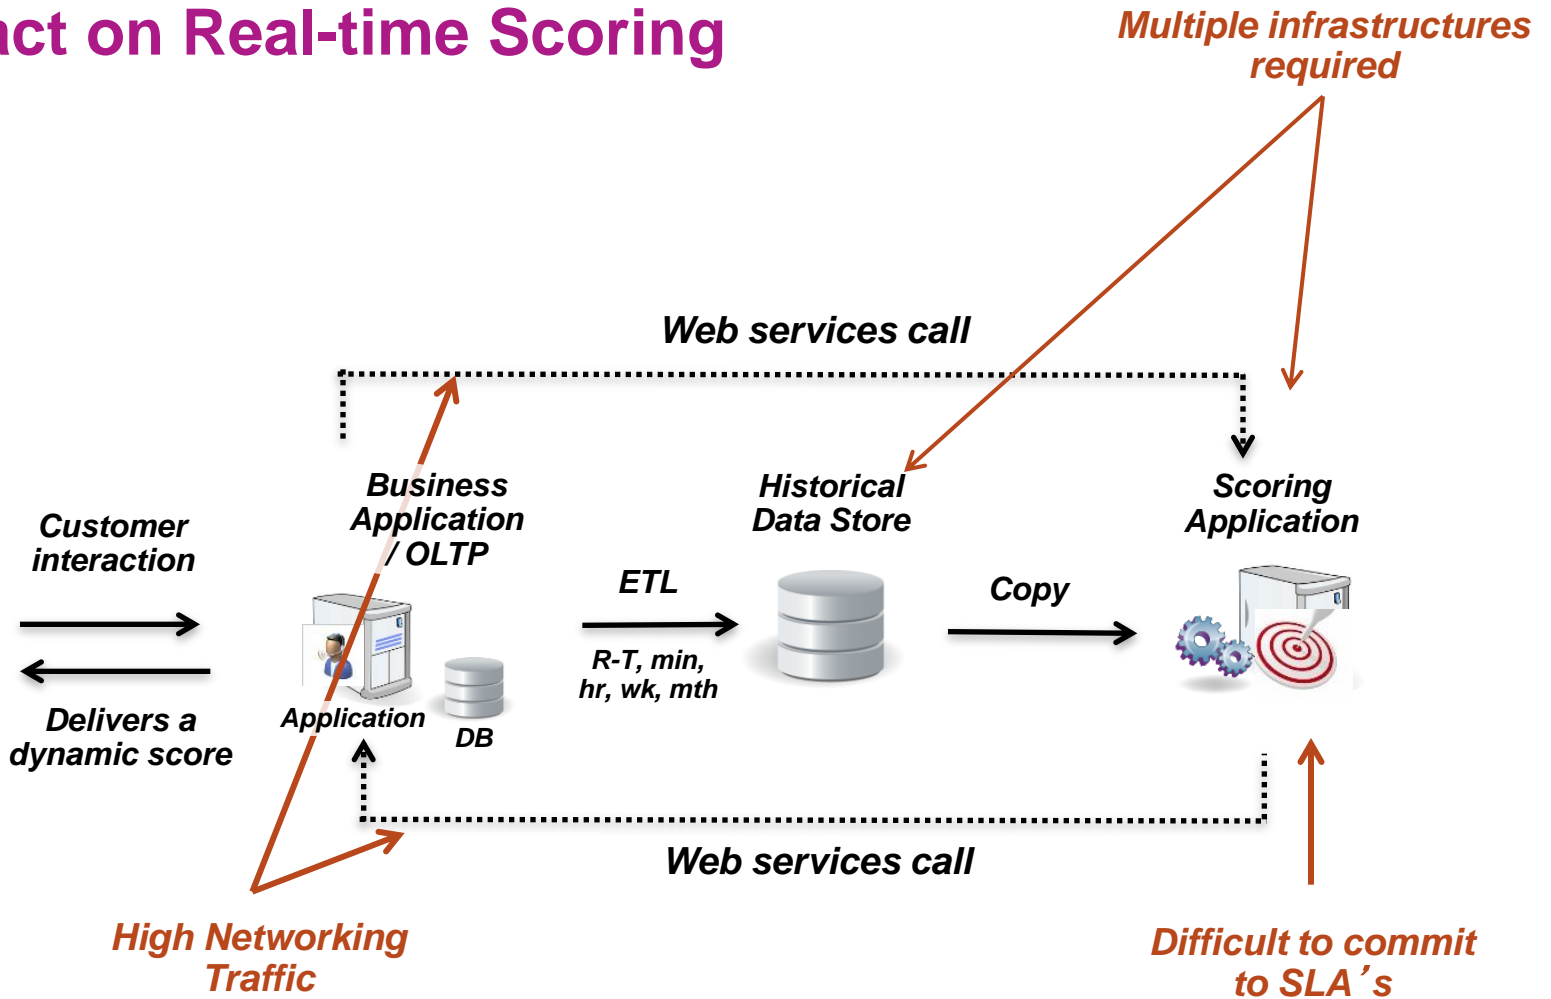 act on Real-time Scoring
Multiple infrastructures
required
Web services call
Business
Application
/ OLTP
Historical
Data Store
Scoring
Application
Customer
interaction
ETL
Copy
R-T, min,
hr, wk, mth
Delivers a
dynamic score
Application
DB
Web services call
High Networking
Traffic
Difficult to commit
to SLA's